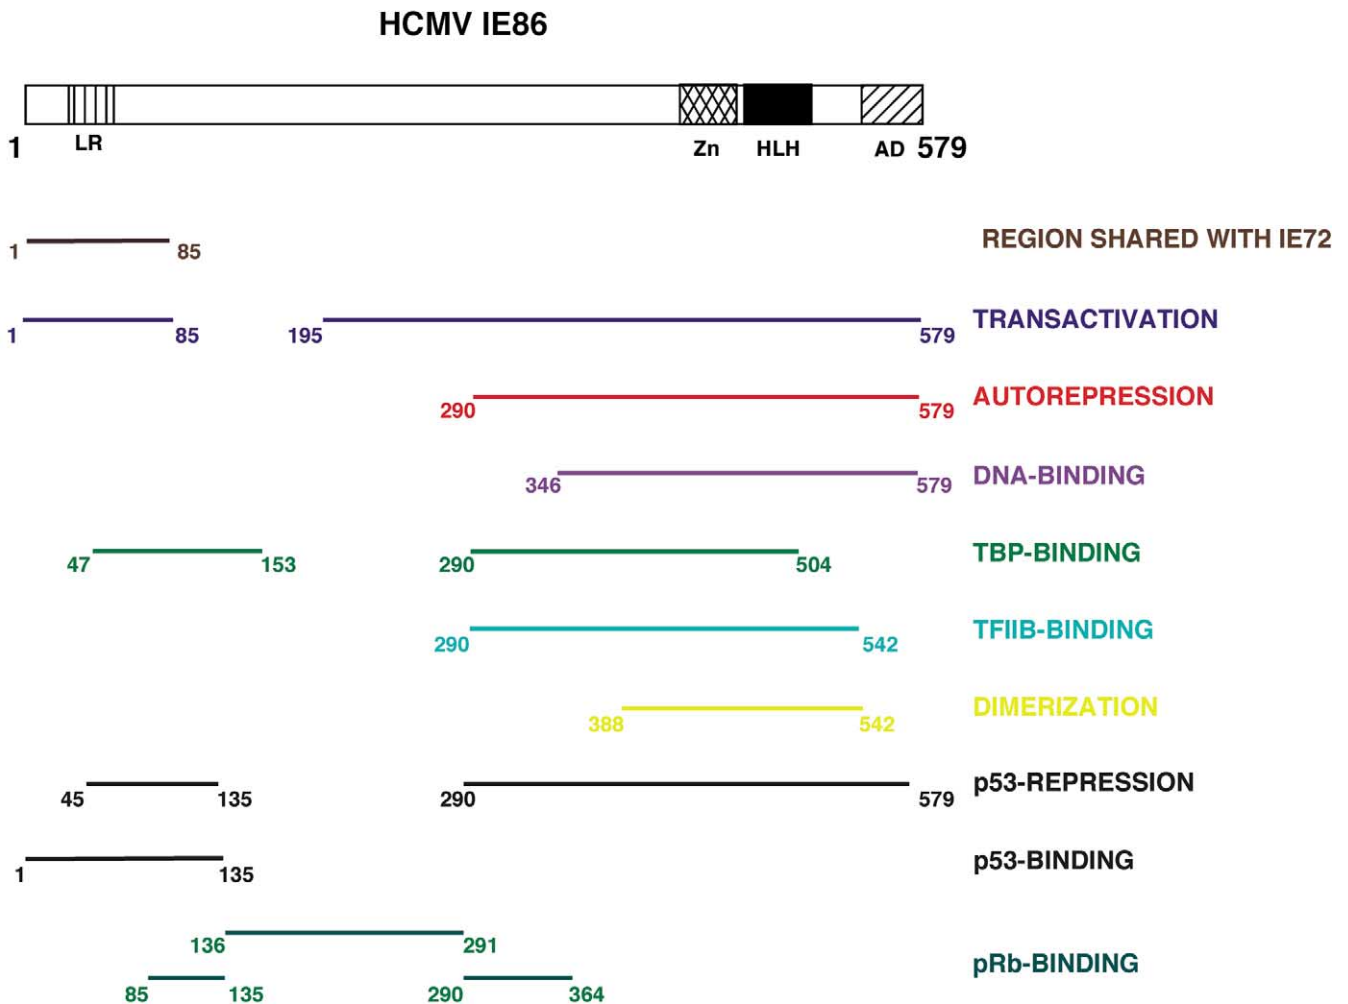 HCMV IE86
1 LR Zn HLH AD 579
1 85 REGION SHARED WITH IE72
1 85 195 579 TRANSACTIVATION
290 579 AUTOREPRESSION
346 579 DNA-BINDING
47 153 290 504 TBP-BINDING
290 542 TFIIB-BINDING
388 542 DIMERIZATION
45 135 290 579 p53-REPRESSION
1 135 p53-BINDING
136 291
pRb-BINDING
85 135 290 364